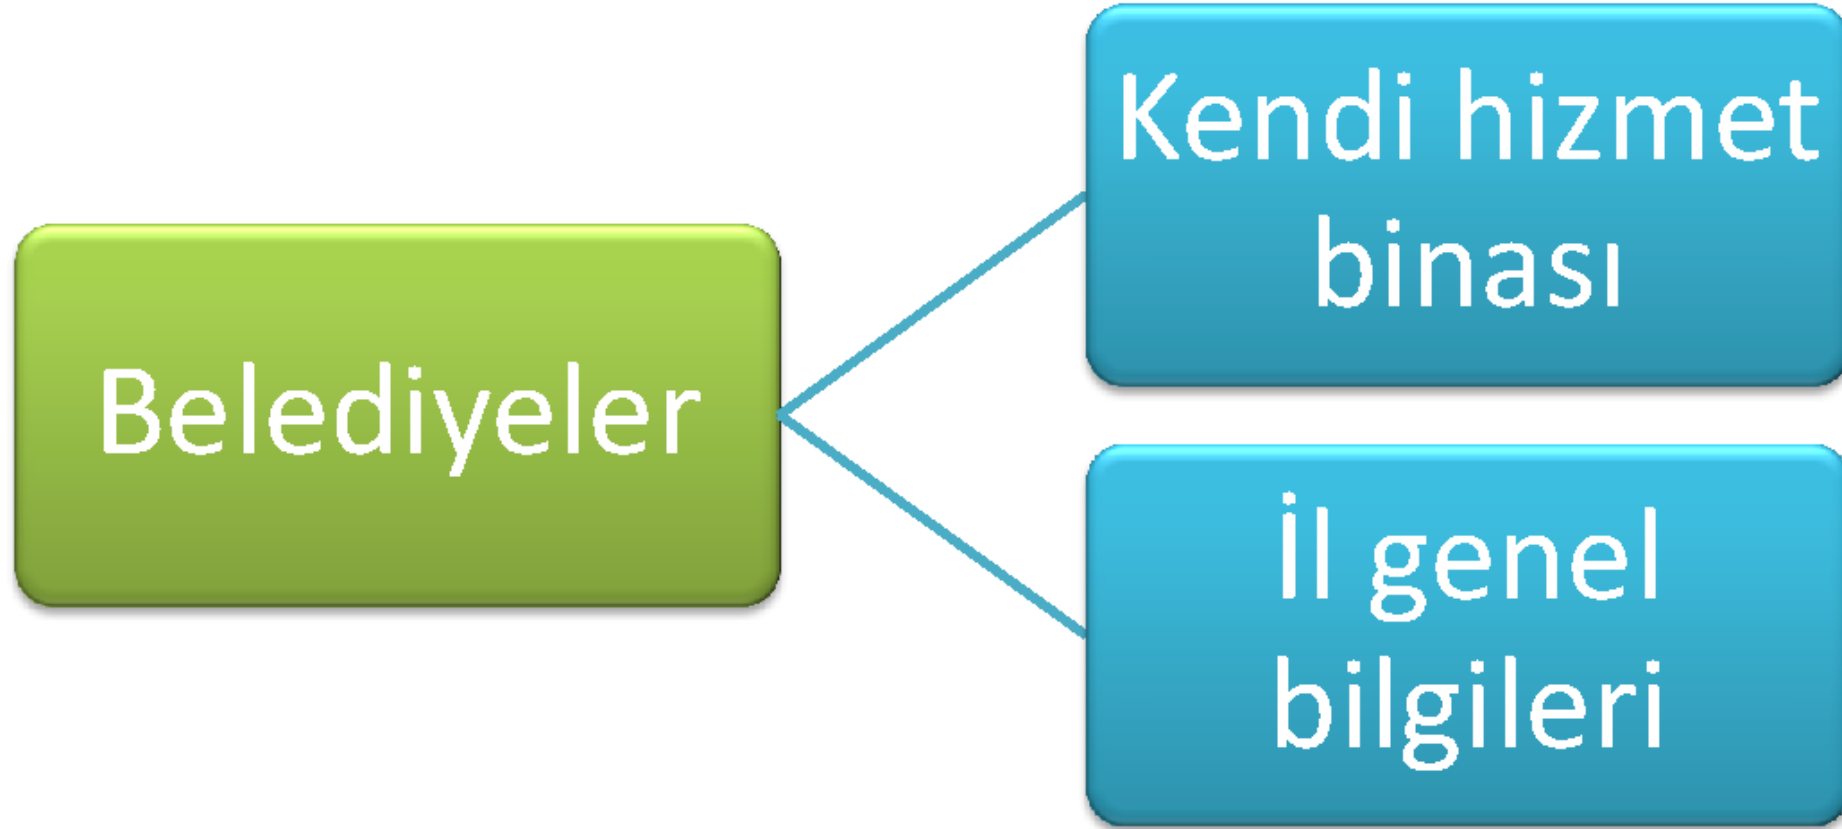 Belediyeler
Kendi hizmet
binası
İl genel
bilgileri